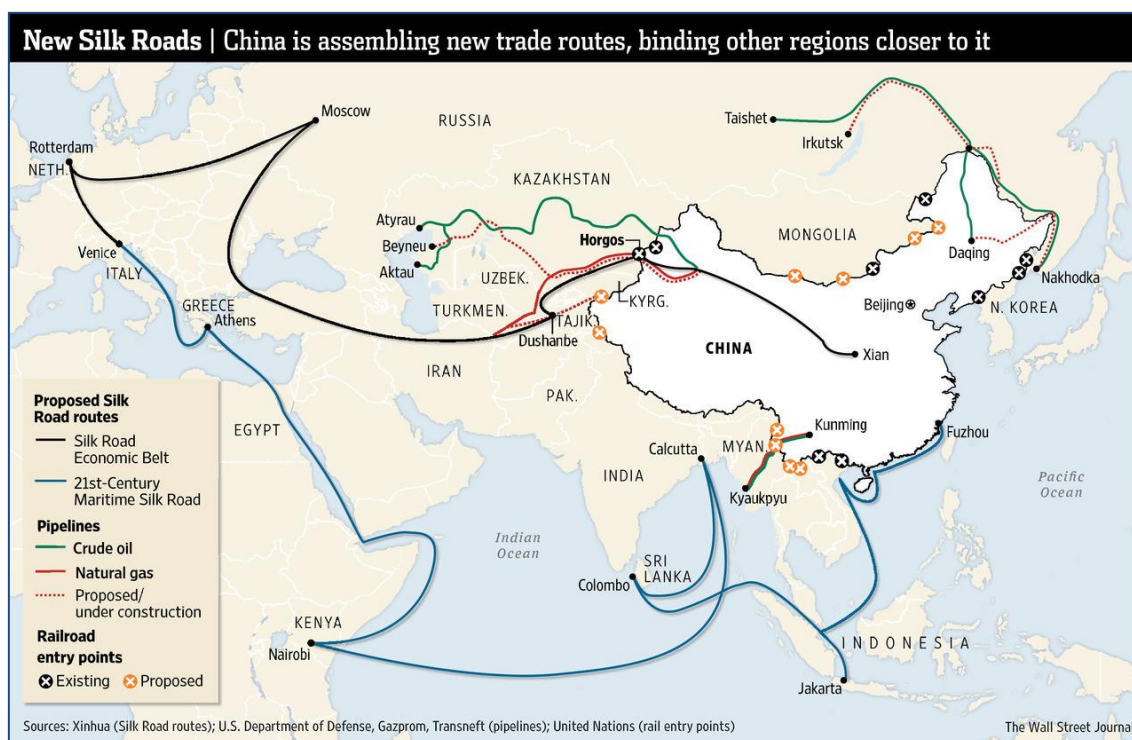 New Silk Roads | China is assembling new trade routes, binding other regions closer to it
Moscow
RUSSIA
Taishet
Irkutsk
Rotterdam
NETH.
KAZAKHSTAN
Atyrau
Beyneu
Aktau
Horgos
MONGOLIA
Daqing
Nakhodka
Venice
ITALY
UZBEK.
GREECE
Athens
TURKMEN.
KYRG.
TAJIK.
Dushanbe
Beijing
N. KOREA
CHINA
Xian
IRAN
PAK.
EGYPT
Calcutta
MYAN.
Kunming
Fuzhou
INDIA
Kyaukpyu
Pacific
Ocean
Indian
Ocean
SRI
LANKA
Colombo
KENYA
Nairobi
INDONESIA
Jakarta
Proposed Silk
Road routes
Silk Road
Economic Belt
21st-Century
Maritime Silk Road
Pipelines
Crude oil
Natural gas
Proposed/
under construction
Railroad
entry points
Existing
Proposed
Sources: Xinhua (Silk Road routes); U.S. Department of Defense, Gazprom, Transneft (pipelines); United Nations (rail entry points)
The Wall Street Journal